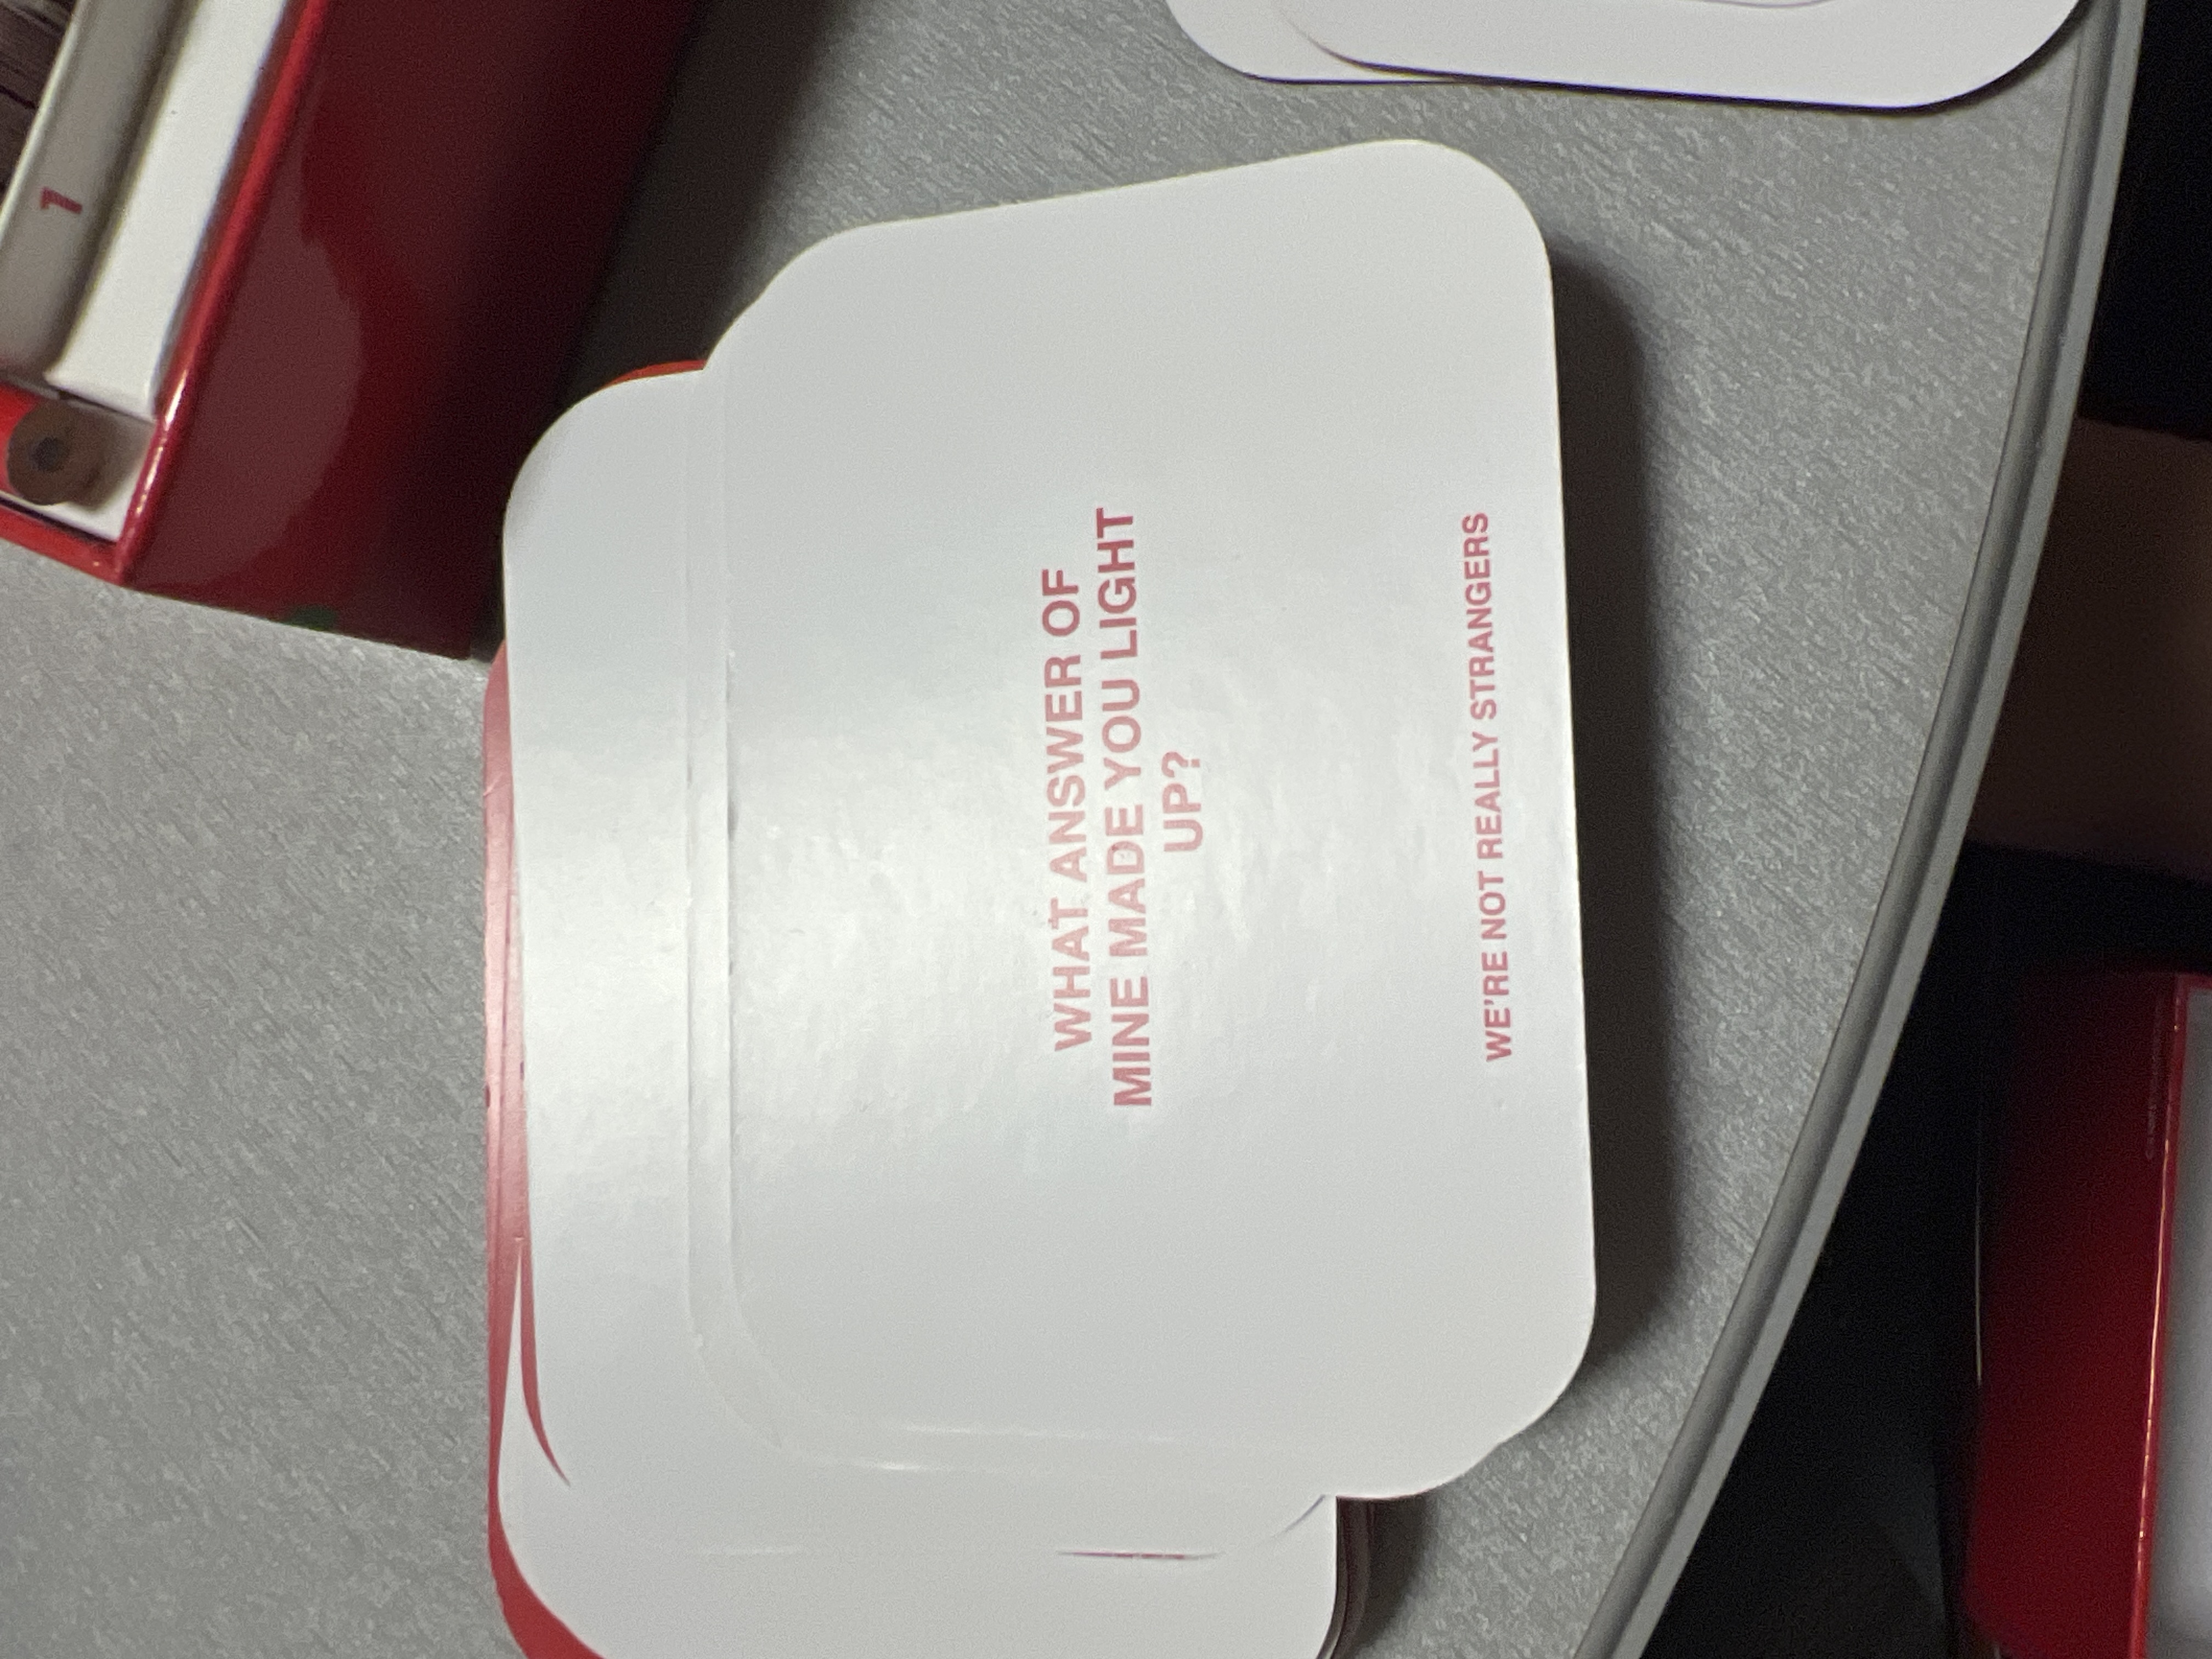 WHAT ANSWER OF
MINE MADE YOU LIGHT
UP?
WE'RE NOT REALLY STRANGERS
1